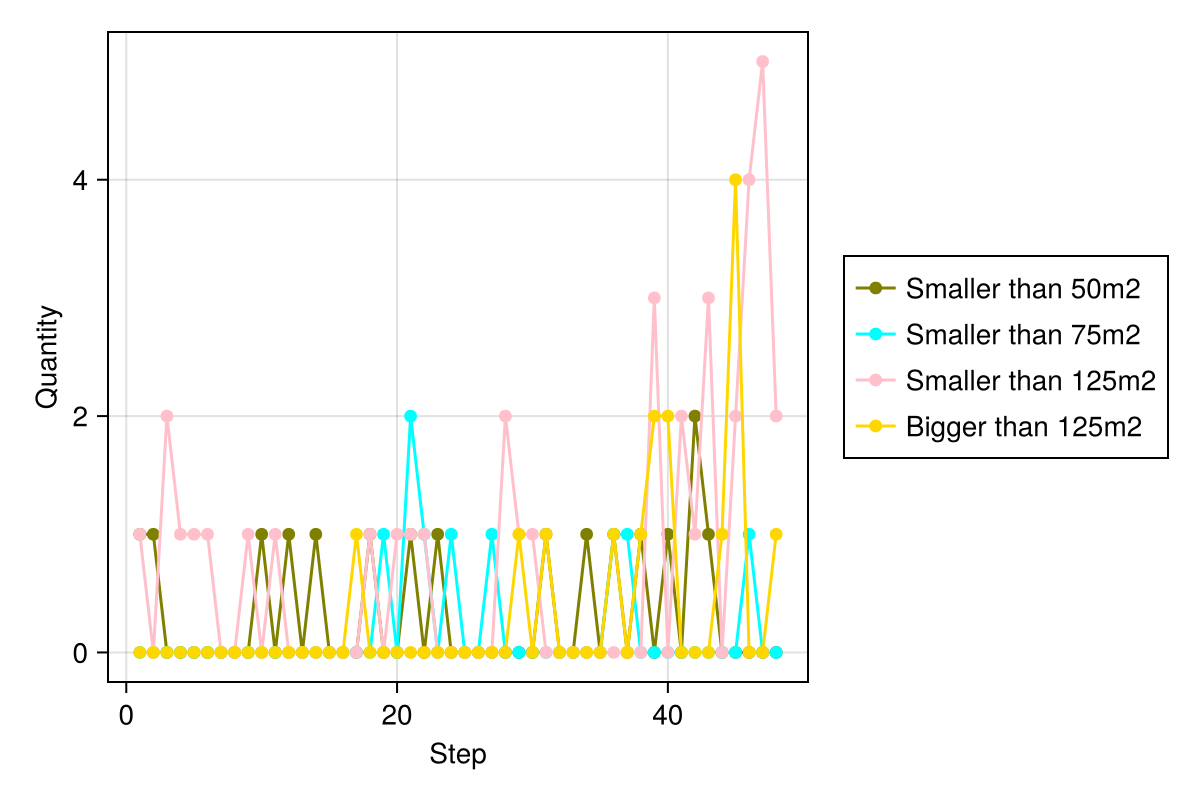 4
2
0
Quantity
0
20
40
Step
Smaller than 50m2
Smaller than 75m2
Smaller than 125m2
Bigger than 125m2